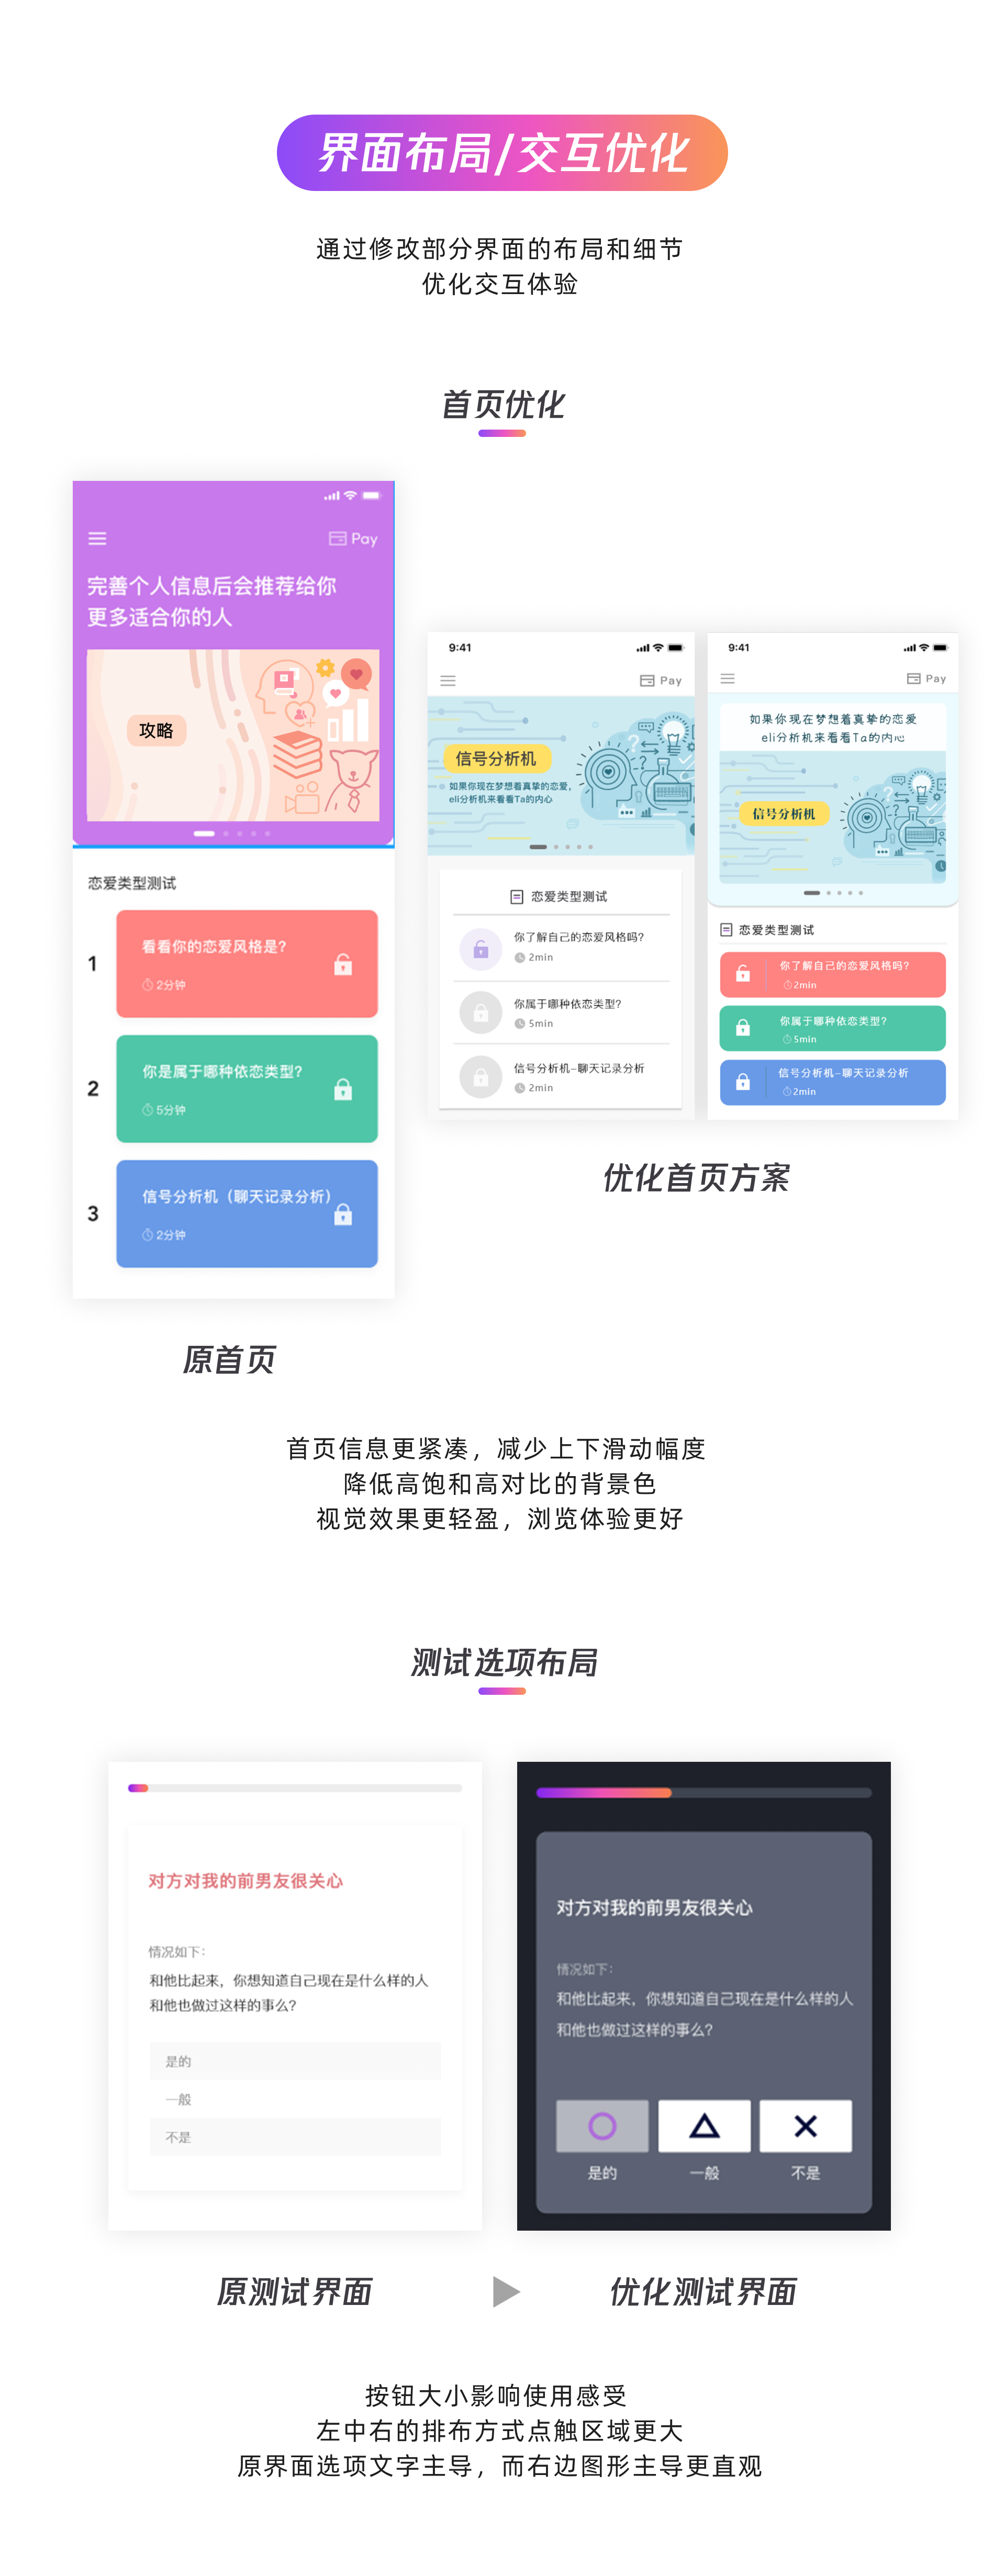 界面布局/交互优化
通过修改部分界面的布局和细节
优化交互体验
首页优化
Pay
完善个人信息后会推荐给你
更多适合你的人
攻略
恋爱类型测试
1
看看你的恋爱风格是?
2分钟
2
你是属于哪种依恋类型?
5分钟
3
信号分析机（聊天记录分析）
2分钟
原首页
9:41
Pay
信号分析机
如果你现在梦想着真挚的恋爱,
eli分析机来看看Ta的内心
恋爱类型测试
你了解自己的恋爱风格吗?
2min
你属于哪种依恋类型?
5min
信号分析机-聊天记录分析
2min
9:41
Pay
如果你现在梦想着真挚的恋爱
eli分析机来看看Ta的内心
信号分析机
恋爱类型测试
你了解自己的恋爱风格吗?
2min
你属于哪种依恋类型?
5min
信号分析机-聊天记录分析
2min
优化首页方案
首页信息更紧凑，减少上下滑动幅度
降低高饱和高对比的背景色
视觉效果更轻盈，浏览体验更好
测试选项布局
对方对我的前男友很关心
情况如下：
和他比起来，你想知道自己现在是什么样的人
和他也做过这样的事么?
是的
一般
不是
对方对我的前男友很关心
情况如下：
和他比起来，你想知道自己现在是什么样的人
和他也做过这样的事么?
是的
一般
不是
原测试界面
优化测试界面
按钮大小影响使用感受
左中右的排布方式点触区域更大
原界面选项文字主导，而右边图形主导更直观